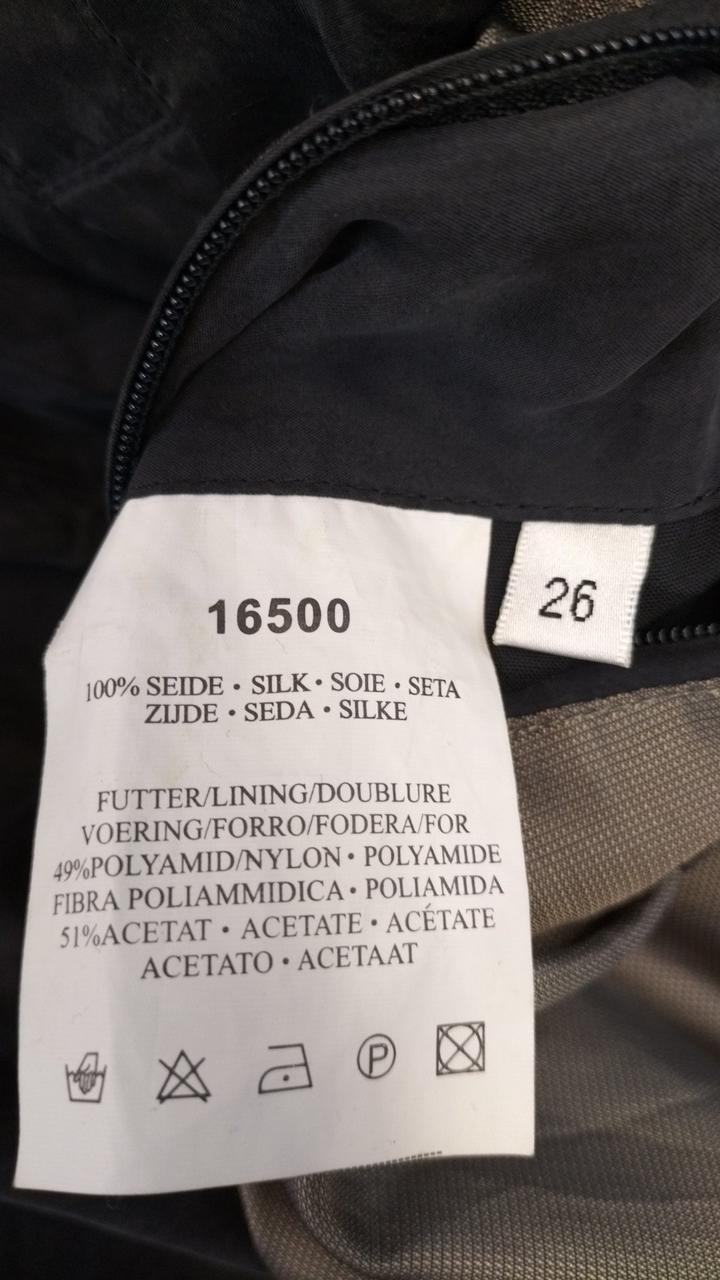 16500
26
100% SEIDE • SILK • SOIE • SETA
ZIJDE • SEDA • SILKE
FUTTER/LINING/DOUBLURE
VOERING/FORRO/FODERA/FOR
49%POLYAMID/NYLON • POLYAMIDE
FIBRA POLIAMMIDICA • POLIAMIDA
51%ACETAT • ACETATE • ACÉTATE
ACETATO • ACETAAT
P